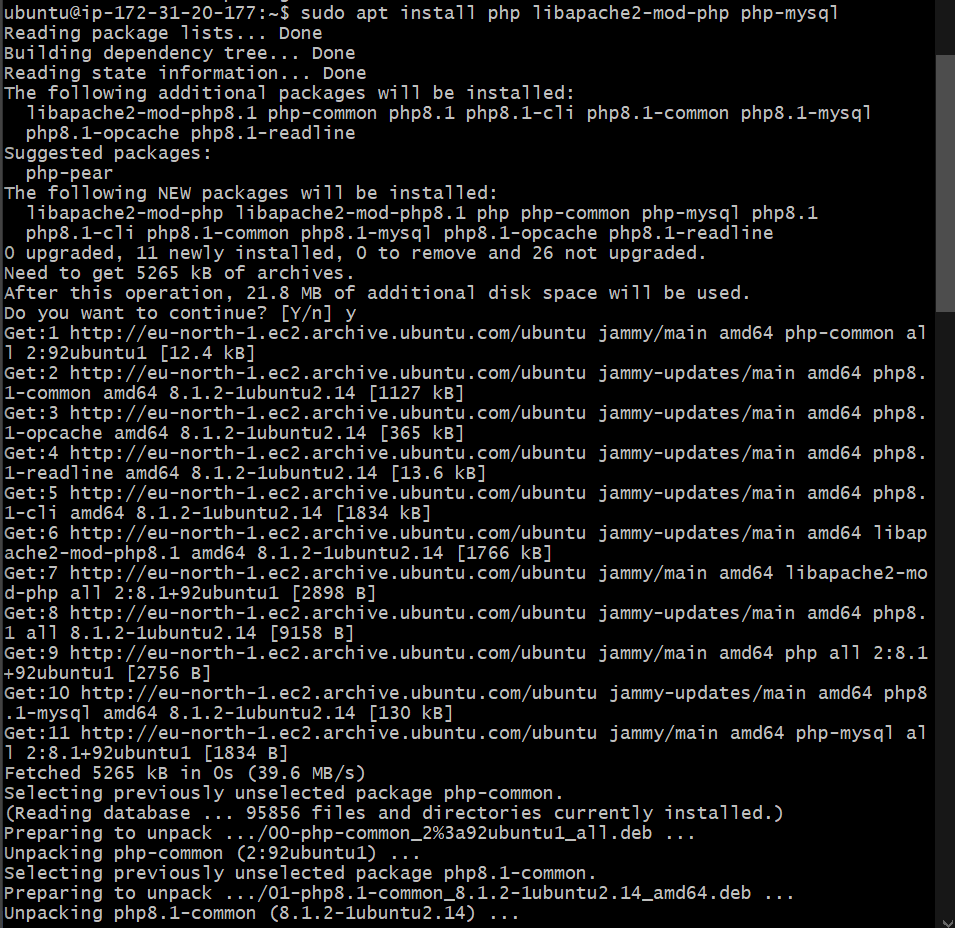 ubuntu@ip-172-31-20-177:~$ sudo apt install php libapache2-mod-php php-mysql
Reading package lists... Done
Building dependency tree... Done
Reading state information... Done
The following additional packages will be installed:
  libapache2-mod-php8.1 php-common php8.1 php8.1-cli php8.1-common php8.1-mysql
  php8.1-opcache php8.1-readline
Suggested packages:
  php-pear
The following NEW packages will be installed:
  libapache2-mod-php libapache2-mod-php8.1 php php-common php-mysql php8.1
  php8.1-cli php8.1-common php8.1-mysql php8.1-opcache php8.1-readline
0 upgraded, 11 newly installed, 0 to remove and 26 not upgraded.
Need to get 5265 kB of archives.
After this operation, 21.8 MB of additional disk space will be used.
Do you want to continue? [Y/n] y
Get:1 http://eu-north-1.ec2.archive.ubuntu.com/ubuntu jammy/main amd64 php-common al
l 2:92ubuntu1 [12.4 kB]
Get:2 http://eu-north-1.ec2.archive.ubuntu.com/ubuntu jammy-updates/main amd64 php8.
1-common amd64 8.1.2-1ubuntu2.14 [1127 kB]
Get:3 http://eu-north-1.ec2.archive.ubuntu.com/ubuntu jammy-updates/main amd64 php8.
1-opcache amd64 8.1.2-1ubuntu2.14 [365 kB]
Get:4 http://eu-north-1.ec2.archive.ubuntu.com/ubuntu jammy-updates/main amd64 php8.
1-readline amd64 8.1.2-1ubuntu2.14 [13.6 kB]
Get:5 http://eu-north-1.ec2.archive.ubuntu.com/ubuntu jammy-updates/main amd64 php8.
1-cli amd64 8.1.2-1ubuntu2.14 [1834 kB]
Get:6 http://eu-north-1.ec2.archive.ubuntu.com/ubuntu jammy-updates/main amd64 libap
ache2-mod-php8.1 amd64 8.1.2-1ubuntu2.14 [1766 kB]
Get:7 http://eu-north-1.ec2.archive.ubuntu.com/ubuntu jammy/main amd64 libapache2-mo
d-php all 2:8.1+92ubuntu1 [2898 B]
Get:8 http://eu-north-1.ec2.archive.ubuntu.com/ubuntu jammy-updates/main amd64 php8.
1 all 8.1.2-1ubuntu2.14 [9158 B]
Get:9 http://eu-north-1.ec2.archive.ubuntu.com/ubuntu jammy/main amd64 php all 2:8.1
+92ubuntu1 [2756 B]
Get:10 http://eu-north-1.ec2.archive.ubuntu.com/ubuntu jammy-updates/main amd64 php8
.1-mysql amd64 8.1.2-1ubuntu2.14 [130 kB]
Get:11 http://eu-north-1.ec2.archive.ubuntu.com/ubuntu jammy/main amd64 php-mysql al
l 2:8.1+92ubuntu1 [1834 B]
Fetched 5265 kB in 0s (39.6 MB/s)
Selecting previously unselected package php-common.
(Reading database ... 95856 files and directories currently installed.)
Preparing to unpack .../00-php-common_2%3a92ubuntu1_all.deb ...
Unpacking php-common (2:92ubuntu1) ...
Selecting previously unselected package php8.1-common.
Preparing to unpack .../01-php8.1-common_8.1.2-1ubuntu2.14_amd64.deb ...
Unpacking php8.1-common (8.1.2-1ubuntu2.14) ...